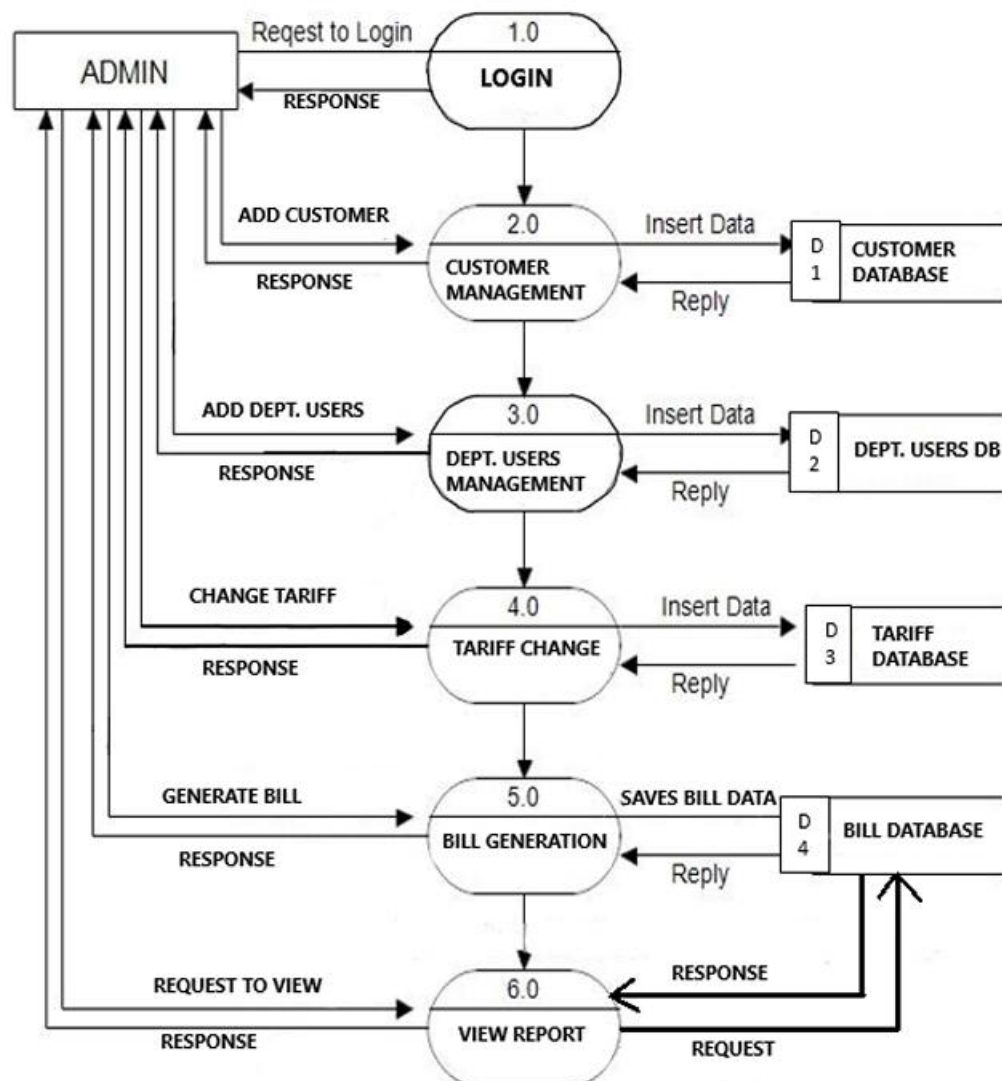 Reqest to Login
1.0
ADMIN
LOGIN
RESPONSE
ADD CUSTOMER
2.0
Insert Data
D
1
CUSTOMER
DATABASE
RESPONSE
CUSTOMER
MANAGEMENT
Reply
ADD DEPT. USERS
3.0
Insert Data
D
2
DEPT. USERS DB
RESPONSE
DEPT. USERS
MANAGEMENT
Reply
CHANGE TARIFF
4.0
Insert Data
D
3
TARIFF
DATABASE
RESPONSE
TARIFF CHANGE
Reply
GENERATE BILL
5.0
SAVES BILL DATA
D
4
BILL DATABASE
RESPONSE
BILL GENERATION
Reply
REQUEST TO VIEW
6.0
RESPONSE
RESPONSE
VIEW REPORT
REQUEST